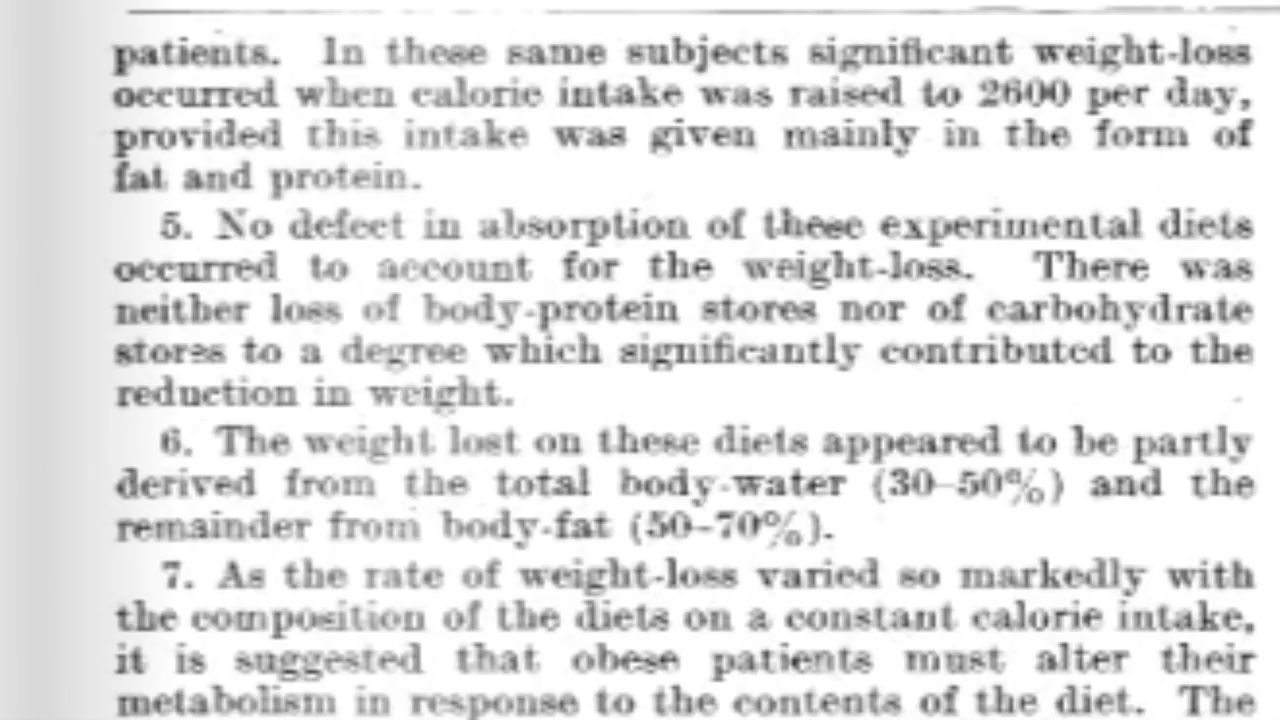 patients. In these same subjects significant weight-loss
occurred when calorie intake was raised to 2600 per day,
provided this intake was given mainly in the form of
fat and protein.
5. No defect in absorption of these experimental diets
occurred to account for the weight-loss. There was
neither loss of body-protein stores nor of carbohydrate
stores to a degree which significantly contributed to the
reduction in weight.
6. The weight lost on these diets appeared to be partly
derived from the total body-water (30–50%) and the
remainder from body-fat (50–70%).
7. As the rate of weight-loss varied so markedly with
the composition of the diets on a constant calorie intake,
it is suggested that obese patients must alter their
metabolism in response to the contents of the diet. The